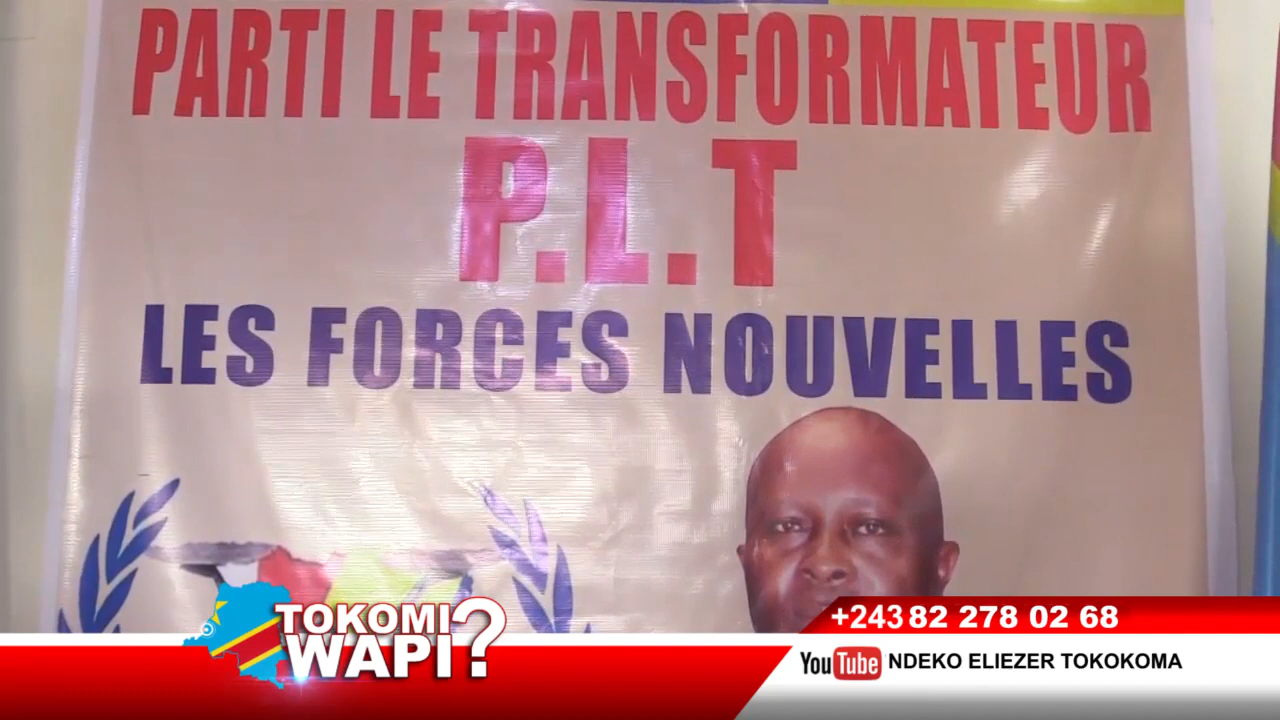 PARTI LE TRANSFORMATEUR
P.L.T
LES FORCES NOUVELLES
TOKOMI
WAPI?
+243 82 278 02 68
YouTube NDEKO ELIEZER TOKOKOMA